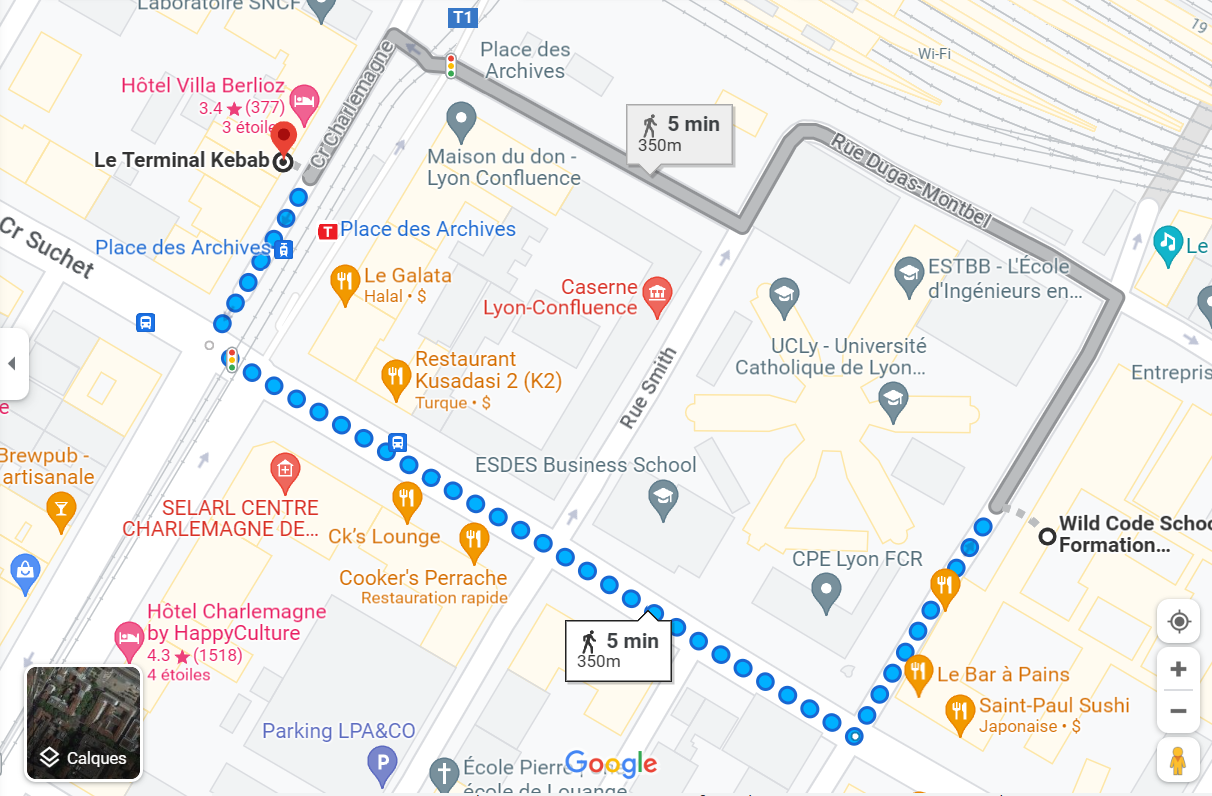 Laboratoire SNCF
T1
19
Wi-Fi
Place des
Archives
Cr Charlemagne
Hôtel Villa Berlioz
3.4 ★ (377)
3 étoiles
5 min
350m
Le Terminal Kebab
Maison du don -
Lyon Confluence
Rue Dugas-Montbel
Cr Suchet
Place des Archives
T
Place des Archives
Le
Le Galata
Halal • $
Caserne
Lyon-Confluence
ESTBB - L'École
d'Ingénieurs en...
UCLy - Université
Catholique de Lyon...
Entrepris
Restaurant
Kusadasi 2 (K2)
Turque • $
Rue Smith
e
Brewpub -
artisanale
ESDES Business School
SELARL CENTRE
CHARLEMAGNE DE...
Ck's Lounge
Wild Code Schoo
Formation...
CPE Lyon FCR
Cooker's Perrache
Restauration rapide
Hôtel Charlemagne
by HappyCulture
4.3 ★ (1518)
4 étoiles
5 min
350m
Le Bar à Pains
Saint-Paul Sushi
Japonaise • $
Parking LPA&CO
P
Calques
Google
École Pierre
école de Louange